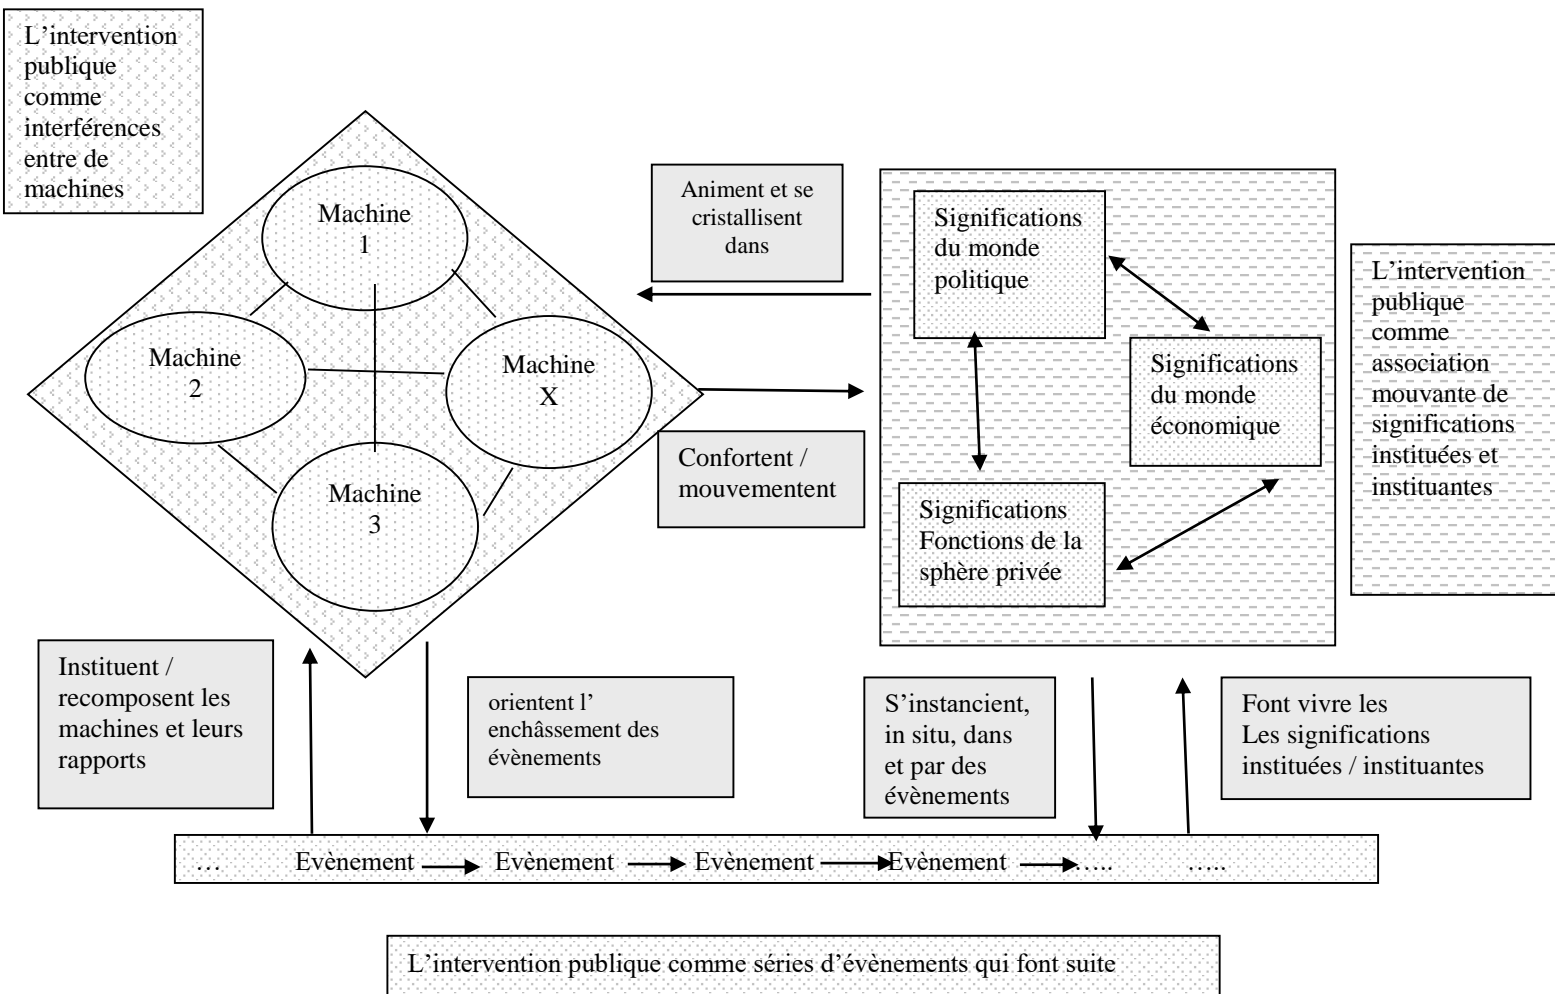 L’intervention
publique
comme
interférences
entre de
machines
Machine
1
Machine
2
Machine
X
Machine
3
Animent et se
cristallisent
dans
Confortent /
mouvementent
Significations
du monde
politique
Significations
du monde
économique
Significations
Fonctions de la
sphère privée
L’intervention
publique
comme
association
mouvante de
significations
instituées et
instituantes
Instituent /
recomposent les
machines et leurs
rapports
orientent l’
enchâssement des
évènements
S’instancient,
in situ, dans
et par des
évènements
Font vivre les
Les significations
instituées / instituantes
… Evènement Evènement Evènement Evènement ….. …..
L’intervention publique comme séries d’évènements qui font suite